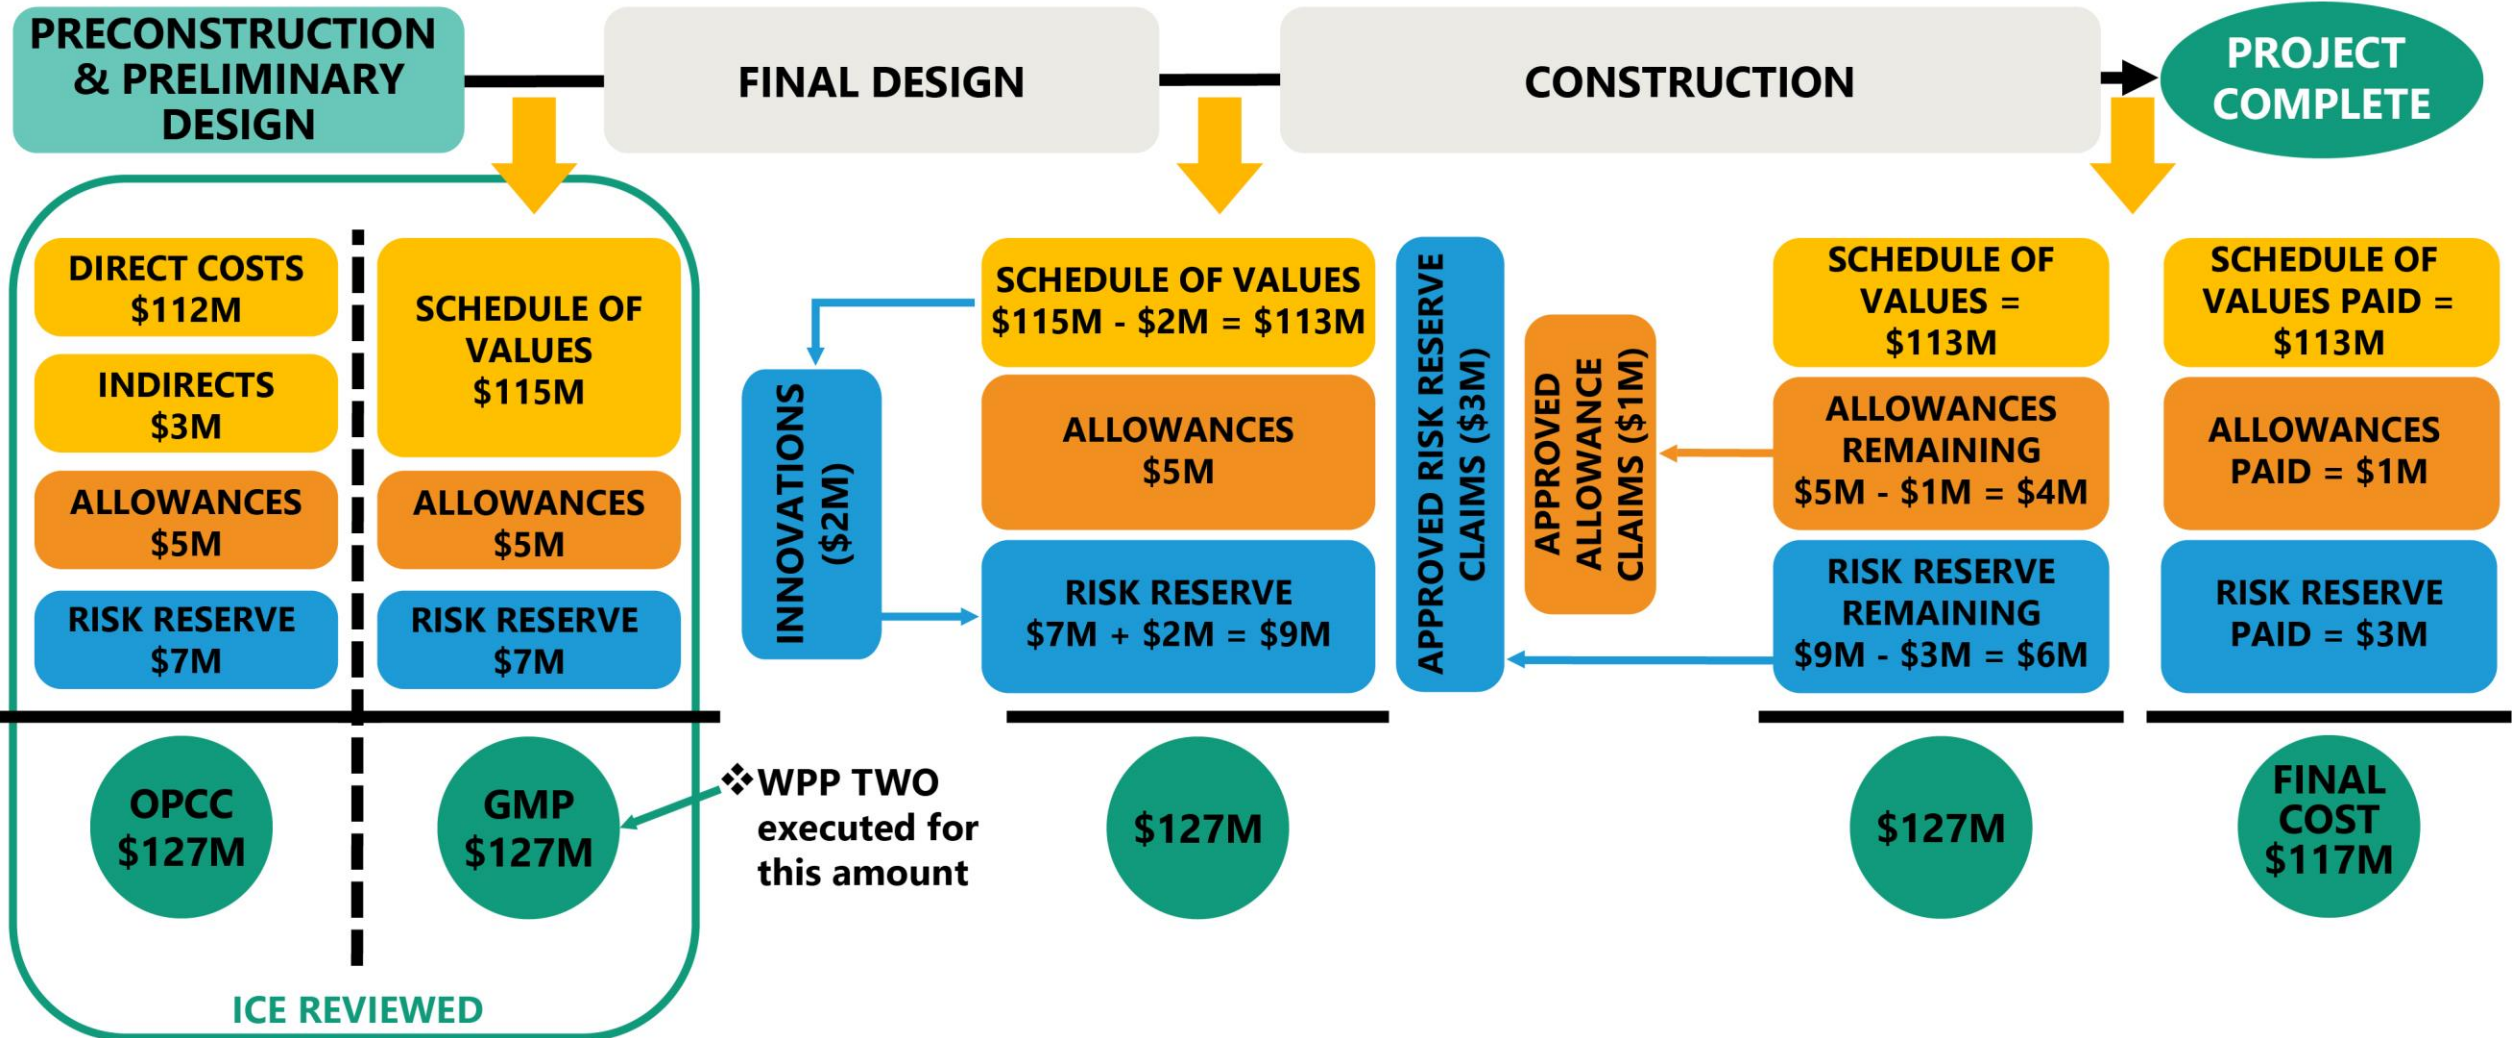 PRECONSTRUCTION
& PRELIMINARY
DESIGN
FINAL DESIGN
CONSTRUCTION
PROJECT
COMPLETE
DIRECT COSTS
$112M
INDIRECTS
$3M
ALLOWANCES
$5M
RISK RESERVE
$7M
OPCC
$127M
SCHEDULE OF
VALUES
$115M
ALLOWANCES
$5M
RISK RESERVE
$7M
GMP
$127M
ICE REVIEWED
❖WPP TWO
executed for
this amount
INNOVATIONS
($2M)
SCHEDULE OF VALUES
$115M - $2M = $113M
ALLOWANCES
$5M
RISK RESERVE
$7M + $2M = $9M
$127M
APPROVED RISK RESERVE
CLAIMS ($3M)
APPROVED
ALLOWANCE
CLAIMS ($1M)
SCHEDULE OF
VALUES =
$113M
ALLOWANCES
REMAINING
$5M - $1M = $4M
RISK RESERVE
REMAINING
$9M - $3M = $6M
$127M
SCHEDULE OF
VALUES PAID =
$113M
ALLOWANCES
PAID = $1M
RISK RESERVE
PAID = $3M
FINAL
COST
$117M